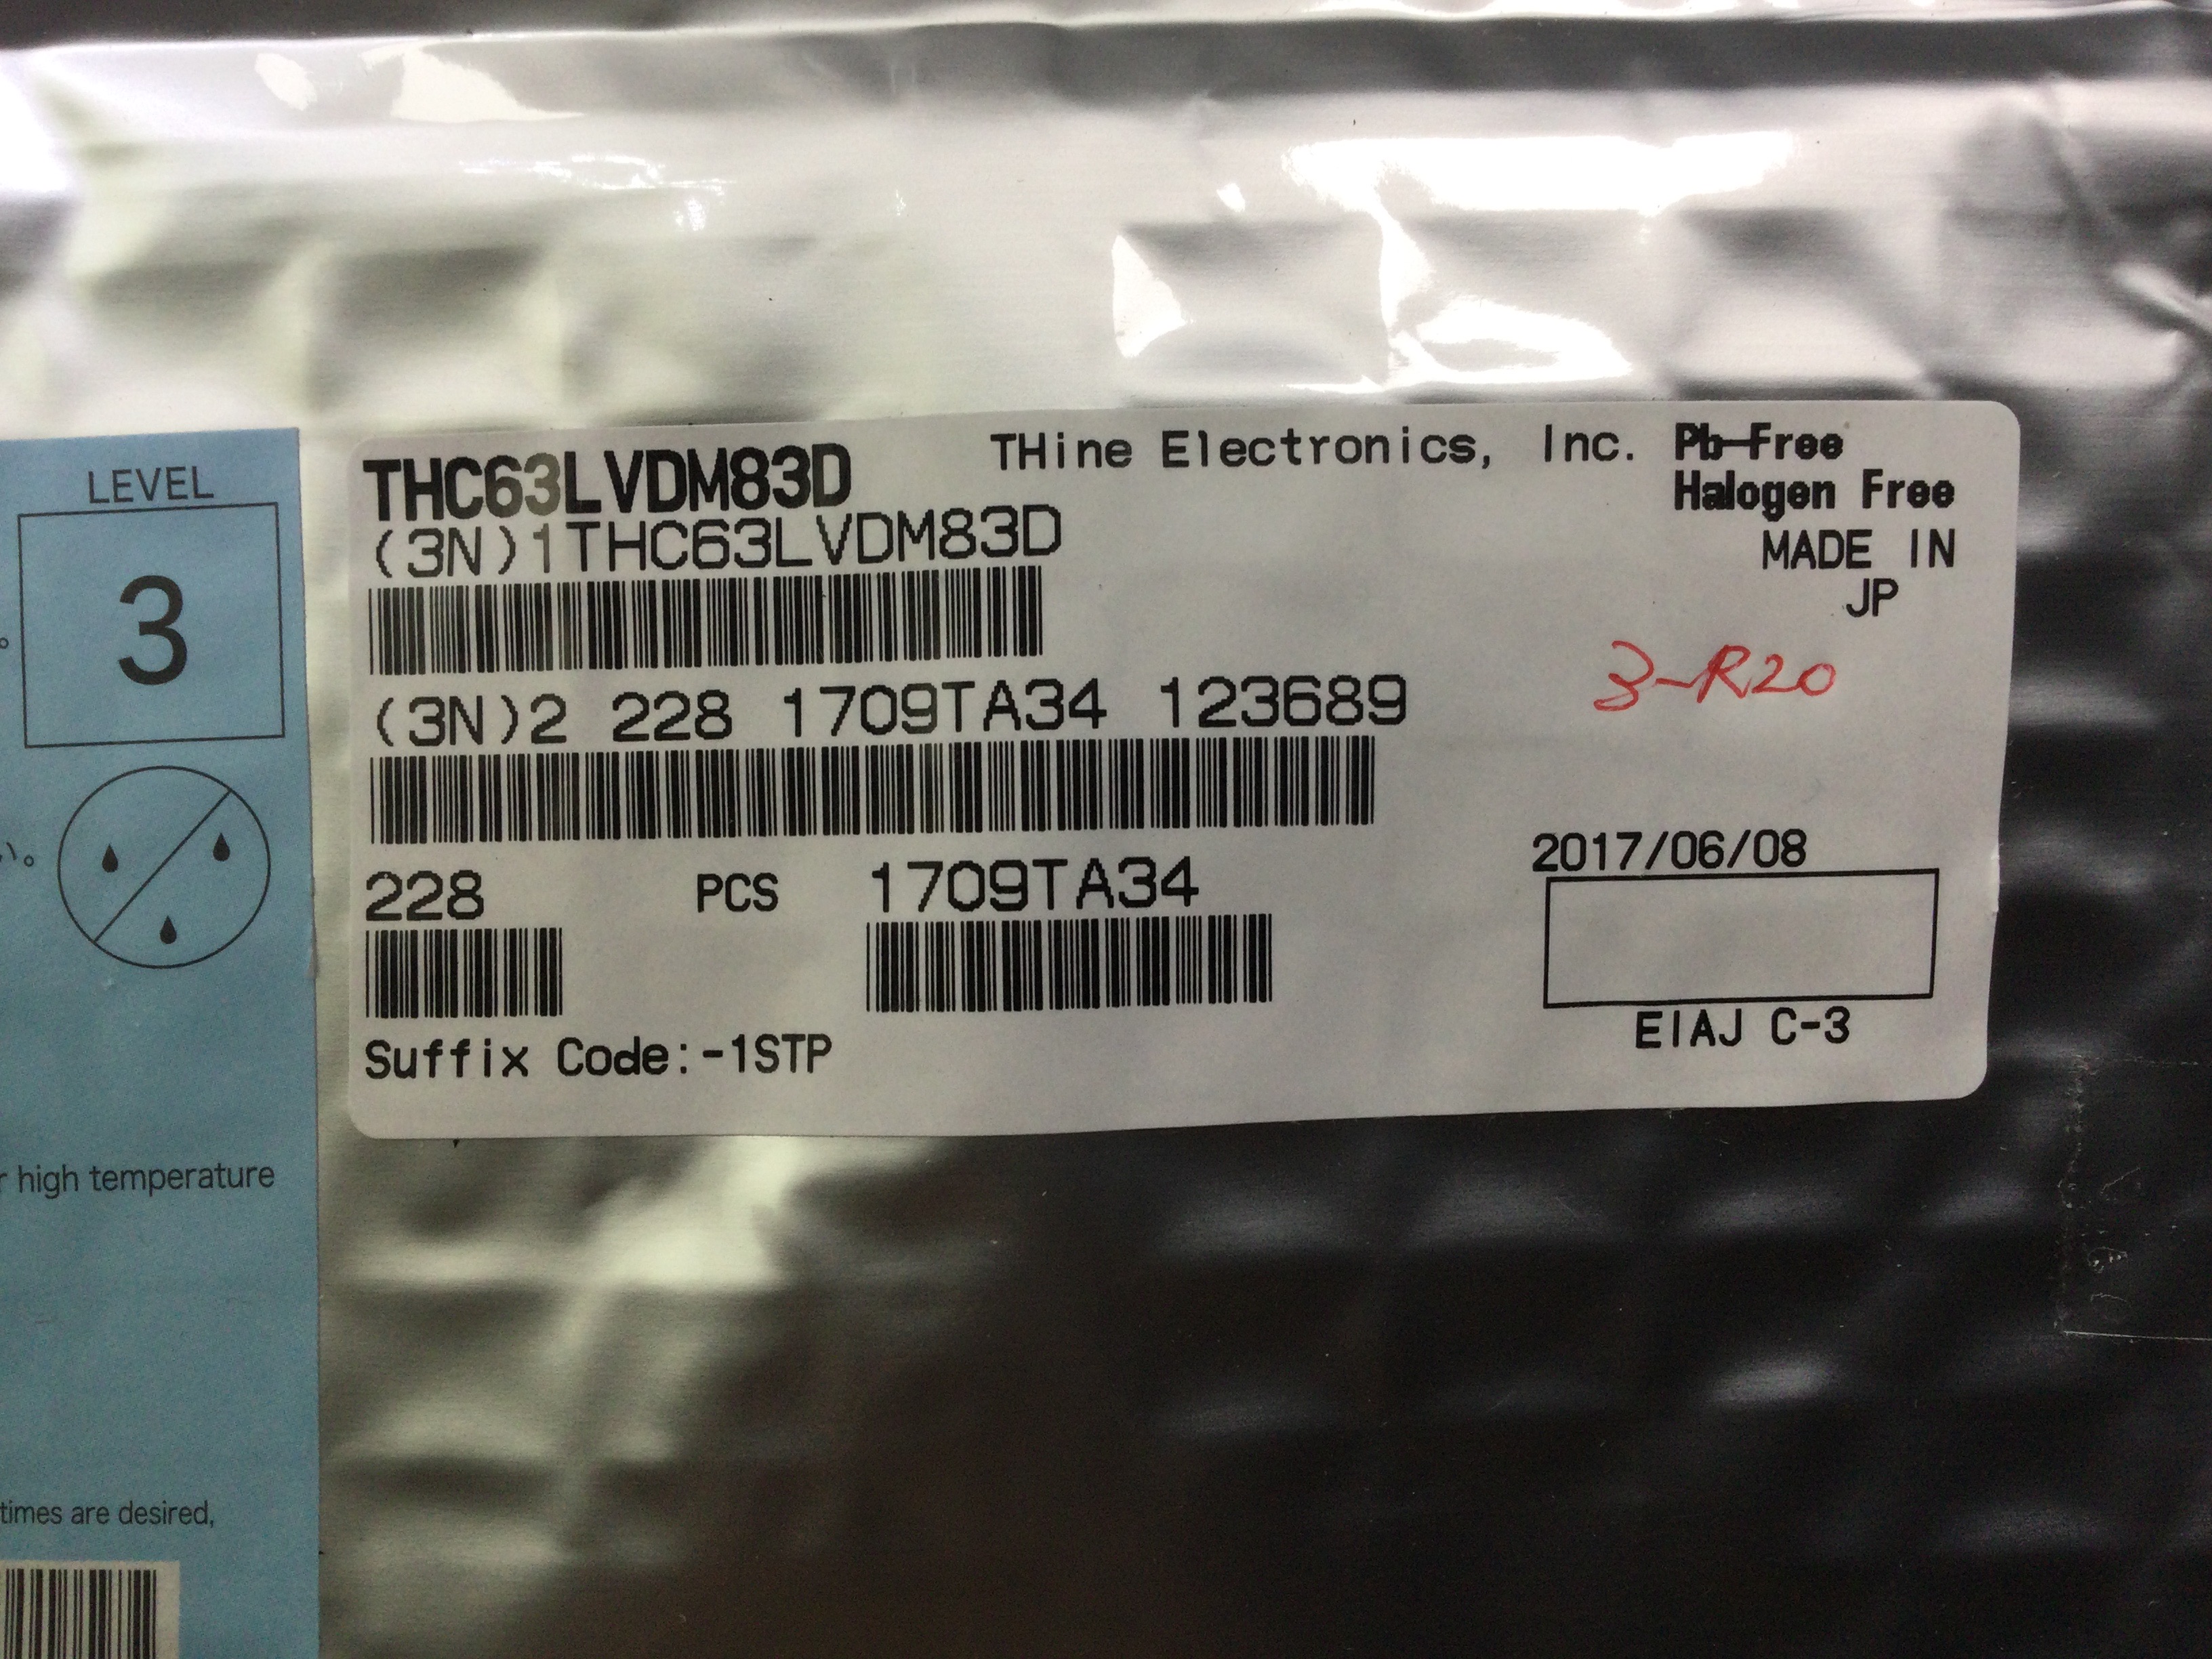 LEVEL
3
い。
high temperature
times are desired,
THC63LVDM83D
THine Electronics, Inc.
Pb-Free
Halogen Free
(3N)1THC63LVDM83D
MADE IN
JP
3-R20
(3N)2 228 1709TA34 123689
2017/06/08
228 PCS 1709TA34
EIAJ C-3
Suffix Code:-1STP